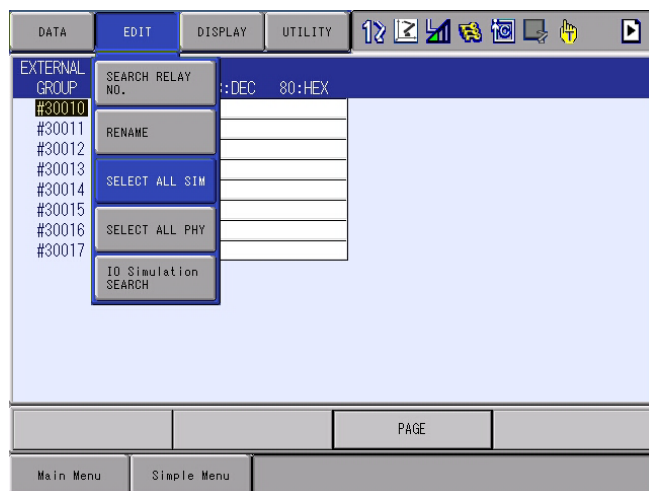 DATA
EDIT
DISPLAY
UTILITY
EXTERNAL
GROUP
:DEC
80:HEX
#30010
#30011
#30012
#30013
#30014
#30015
#30016
#30017
SEARCH RELAY
NO.
RENAME
SELECT ALL SIM
SELECT ALL PHY
IO Simulation
SEARCH
PAGE
Main Menu
Simple Menu